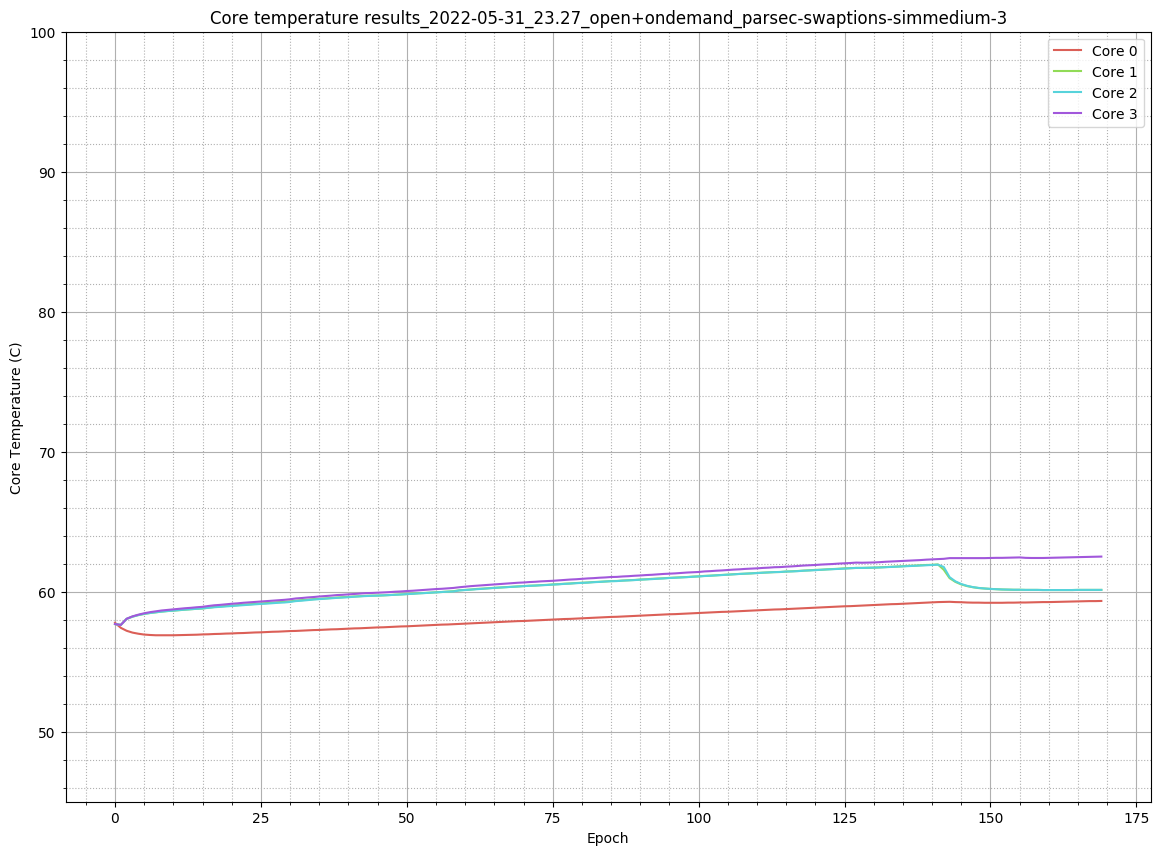 Core temperature results_2022-05-31_23.27_open+ondemand_parsec-swaptions-simmedium-3
Core 0
Core 1
Core 2
Core 3
Core Temperature (C)
100
90
80
70
60
50
0 25 50 75 100 125 150 175
Epoch